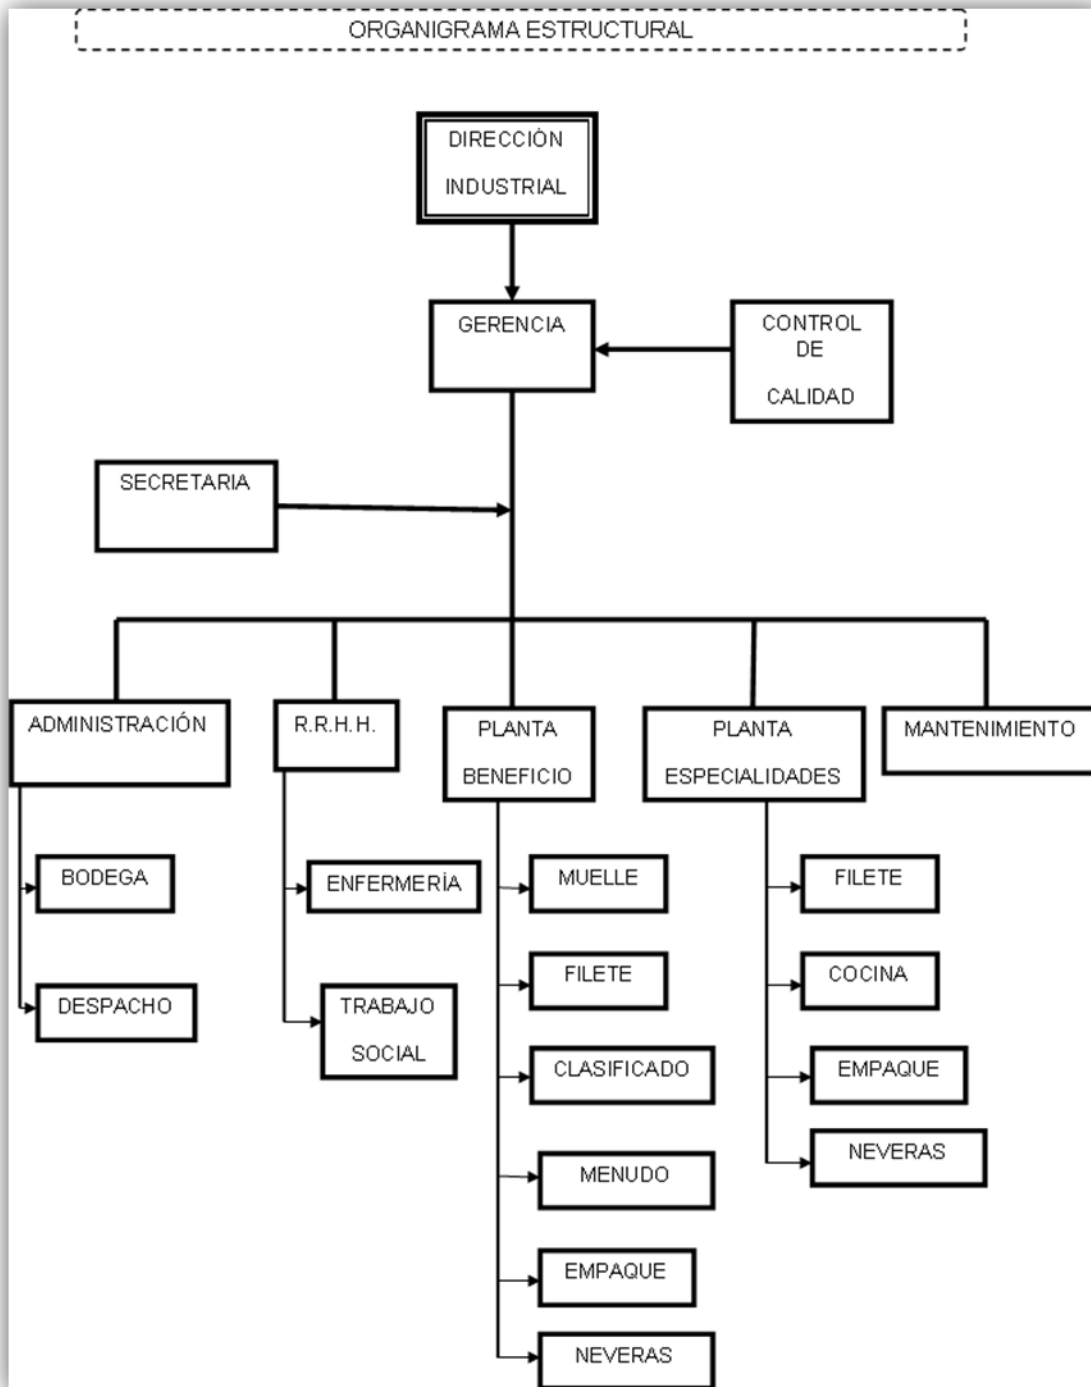 ORGANIGRAMA ESTRUCTURAL
DIRECCIÓN
INDUSTRIAL
GERENCIA
CONTROL
DE
CALIDAD
SECRETARIA
ADMINISTRACIÓN
R.R.H.H.
PLANTA
BENEFICIO
PLANTA
ESPECIALIDADES
MANTENIMIENTO
BODEGA
DESPACHO
ENFERMERÍA
TRABAJO
SOCIAL
MUELLE
FILETE
CLASIFICADO
MENUDO
EMPAQUE
NEVERAS
FILETE
COCINA
EMPAQUE
NEVERAS